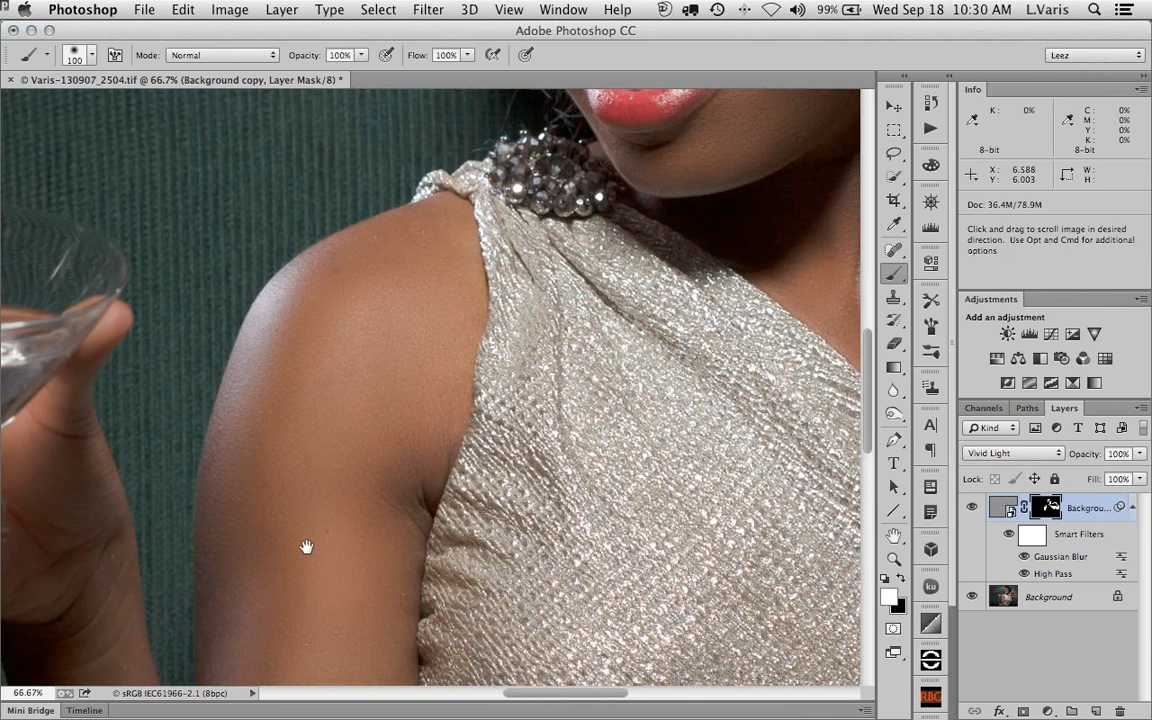 Photoshop File Edit Image Layer Type Select Filter 3D View Window Help 99% Wed Sep 18 10:30 AM L.Varis
Adobe Photoshop CC
100 Mode: Normal Opacity: 100% Flow: 100% Leez
× © Varis-130907_2504.tif @ 66.7% (Background copy, Layer Mask/8) *
Info
K: 0% C: 0%
M: 0%
Y: 0%
K: 0%
8-bit 8-bit
X: 6.588 W:
Y: 6.003 H:
Doc: 36.4M/78.9M
Click and drag to scroll image in desired
direction. Use Opt and Cmd for additional
options
Adjustments
Add an adjustment
Channels Paths Layers
Kind T
Vivid Light Opacity: 100%
Lock: Fill: 100%
Backgrou...
Smart Filters
Gaussian Blur
High Pass
Background
fx
A
T
ku
RBG
66.67% © sRGB IEC61966-2.1 (8bpc)
Mini Bridge Timeline